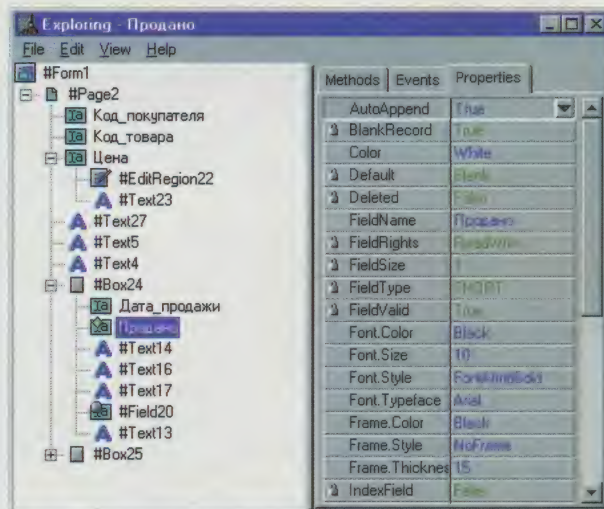 Exploring - Продано
File Edit View Help
#Form1
#Page2
Код_покупателя
Код_товара
Цена
#EditRegion22
#Text23
#Text27
#Text5
#Text4
#Box24
Дата_продажи
Продано
#Text14
#Text16
#Text17
#Field20
#Text13
#Box25
Methods Events Properties
AutoAppend True
BlankRecord True
Color White
Default Blank
Deleted False
FieldName Продано
FieldRights ReadWrite
FieldSize 1
FieldType SHORT
FieldValid True
Font.Color Black
Font.Size 10
Font.Style
Font.Typeface Arial
Frame.Color Black
Frame.Style NoFrame
Frame.Thicknes 15
IndexField False